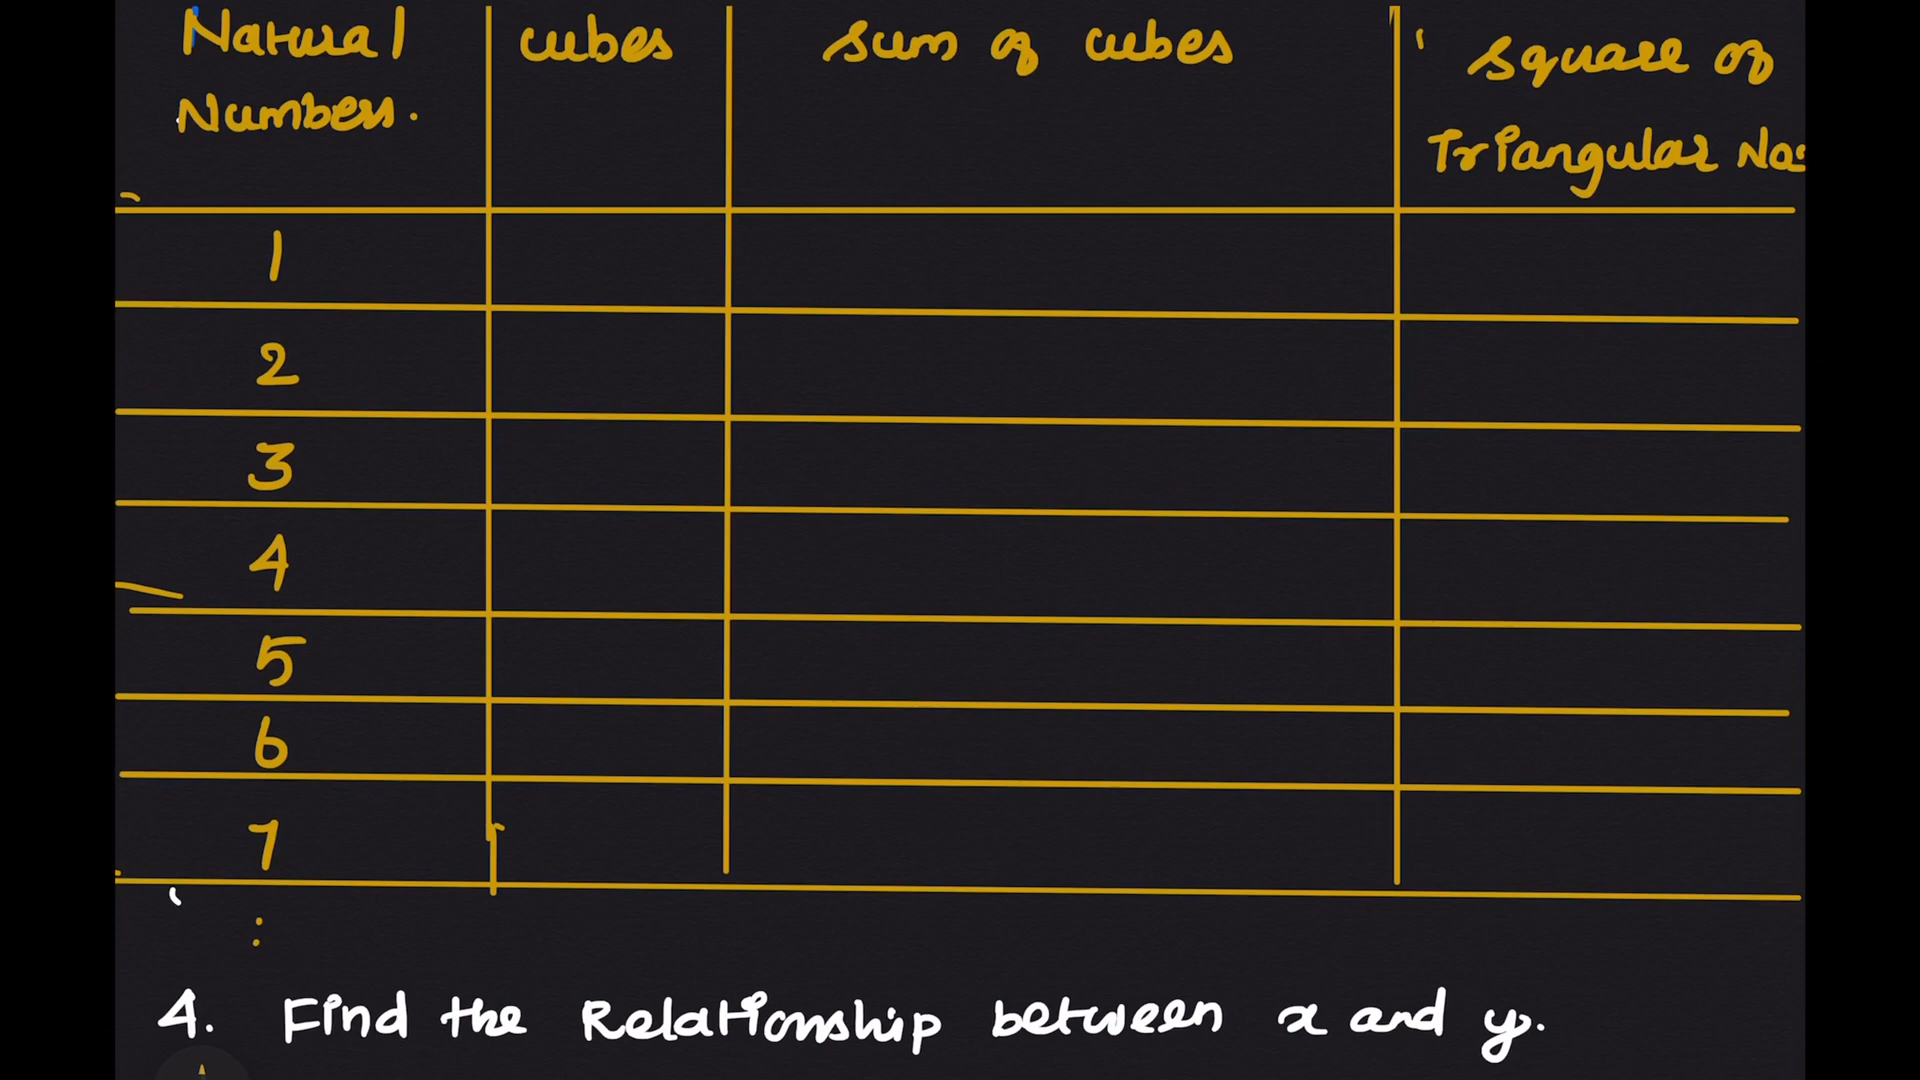 Natural
Numbers.
cubes
sum of cubes
square of
Triangular Nos
1
2
3
4
5
6
7
:
4. Find the Relationship between x and y.